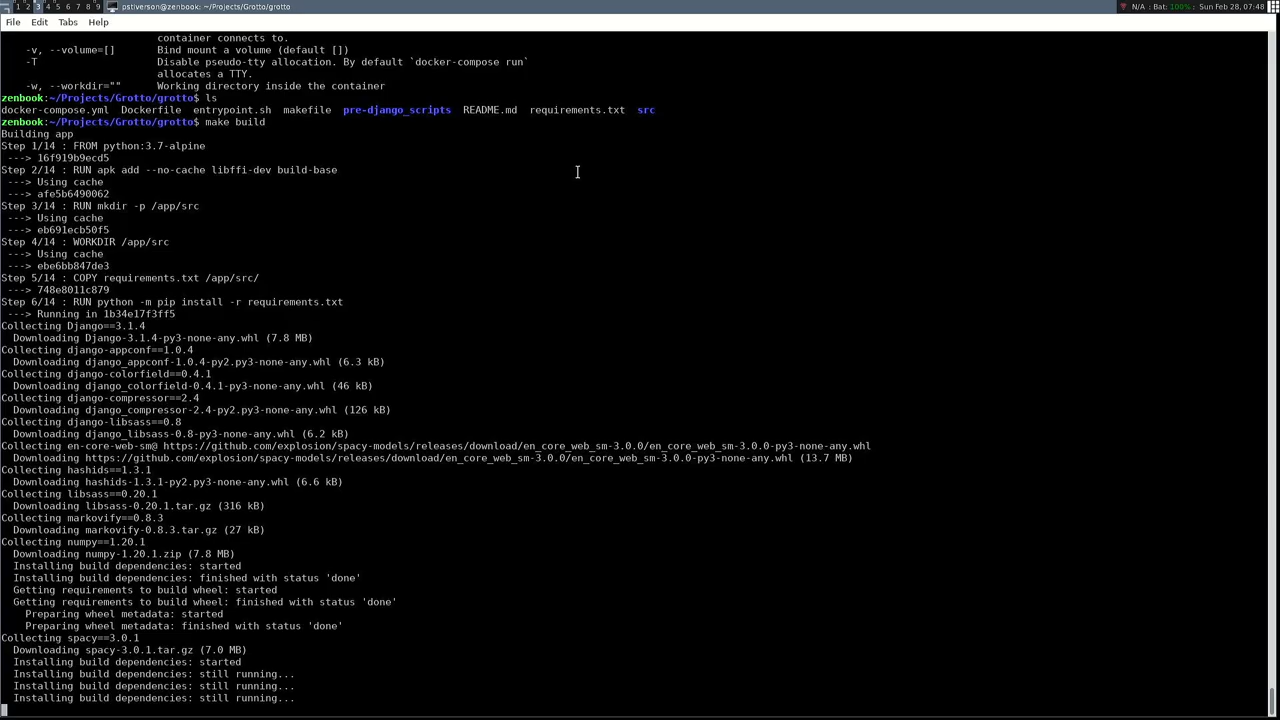 1 2 3 4 5 6 7 8 9 pstiverson@zenbook: ~/Projects/Grotto/grotto N/A | Bat: 100% | Sun Feb 28, 07:48
File Edit Tabs Help
container connects to.
-v, --volume=[] Bind mount a volume (default [])
-T Disable pseudo-tty allocation. By default `docker-compose run`
allocates a TTY.
-w, --workdir="" Working directory inside the container
zenbook:~/Projects/Grotto/grotto$ ls
docker-compose.yml Dockerfile entrypoint.sh makefile pre-django_scripts README.md requirements.txt src
zenbook:~/Projects/Grotto/grotto$ make build
Building app
Step 1/14 : FROM python:3.7-alpine
---> 16f919b9ecd5
Step 2/14 : RUN apk add --no-cache libffi-dev build-base
---> Using cache
---> afe5b6490062
Step 3/14 : RUN mkdir -p /app/src
---> Using cache
---> eb691ecb50f5
Step 4/14 : WORKDIR /app/src
---> Using cache
---> ebe6bb847de3
Step 5/14 : COPY requirements.txt /app/src/
---> 748e8011c879
Step 6/14 : RUN python -m pip install -r requirements.txt
---> Running in 1b34e17f3ff5
Collecting Django==3.1.4
Downloading Django-3.1.4-py3-none-any.whl (7.8 MB)
Collecting django-appconf==1.0.4
Downloading django_appconf-1.0.4-py2.py3-none-any.whl (6.3 kB)
Collecting django-colorfield==0.4.1
Downloading django_colorfield-0.4.1-py3-none-any.whl (46 kB)
Collecting django-compressor==2.4
Downloading django_compressor-2.4-py2.py3-none-any.whl (126 kB)
Collecting django-libsass==0.8
Downloading django_libsass-0.8-py3-none-any.whl (6.2 kB)
Collecting en-core-web-sm@ https://github.com/explosion/spacy-models/releases/download/en_core_web_sm-3.0.0/en_core_web_sm-3.0.0-py3-none-any.whl
Downloading https://github.com/explosion/spacy-models/releases/download/en_core_web_sm-3.0.0/en_core_web_sm-3.0.0-py3-none-any.whl (13.7 MB)
Collecting hashids==1.3.1
Downloading hashids-1.3.1-py2.py3-none-any.whl (6.6 kB)
Collecting libsass==0.20.1
Downloading libsass-0.20.1.tar.gz (316 kB)
Collecting markovify==0.8.3
Downloading markovify-0.8.3.tar.gz (27 kB)
Collecting numpy==1.20.1
Downloading numpy-1.20.1.zip (7.8 MB)
Installing build dependencies: started
Installing build dependencies: finished with status 'done'
Getting requirements to build wheel: started
Getting requirements to build wheel: finished with status 'done'
Preparing wheel metadata: started
Preparing wheel metadata: finished with status 'done'
Collecting spacy==3.0.1
Downloading spacy-3.0.1.tar.gz (7.0 MB)
Installing build dependencies: started
Installing build dependencies: still running...
Installing build dependencies: still running...
Installing build dependencies: still running...